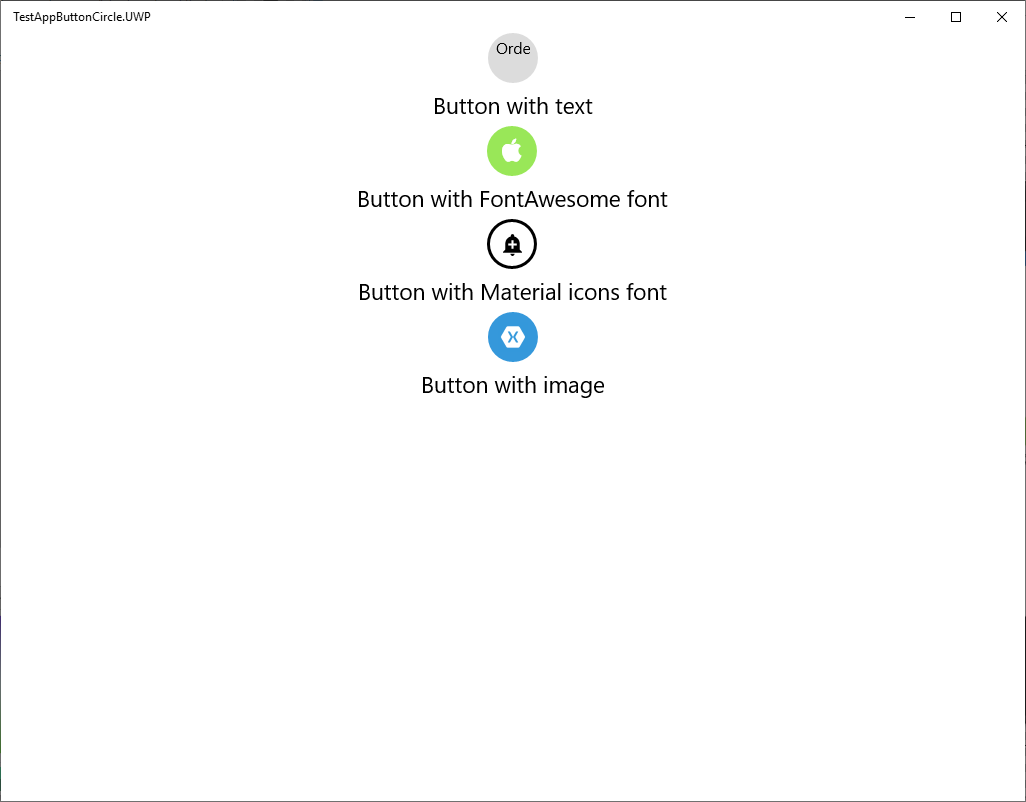 TestAppButtonCircle.UWP
Orde
Button with text
Button with FontAwesome font
Button with Material icons font
Button with image